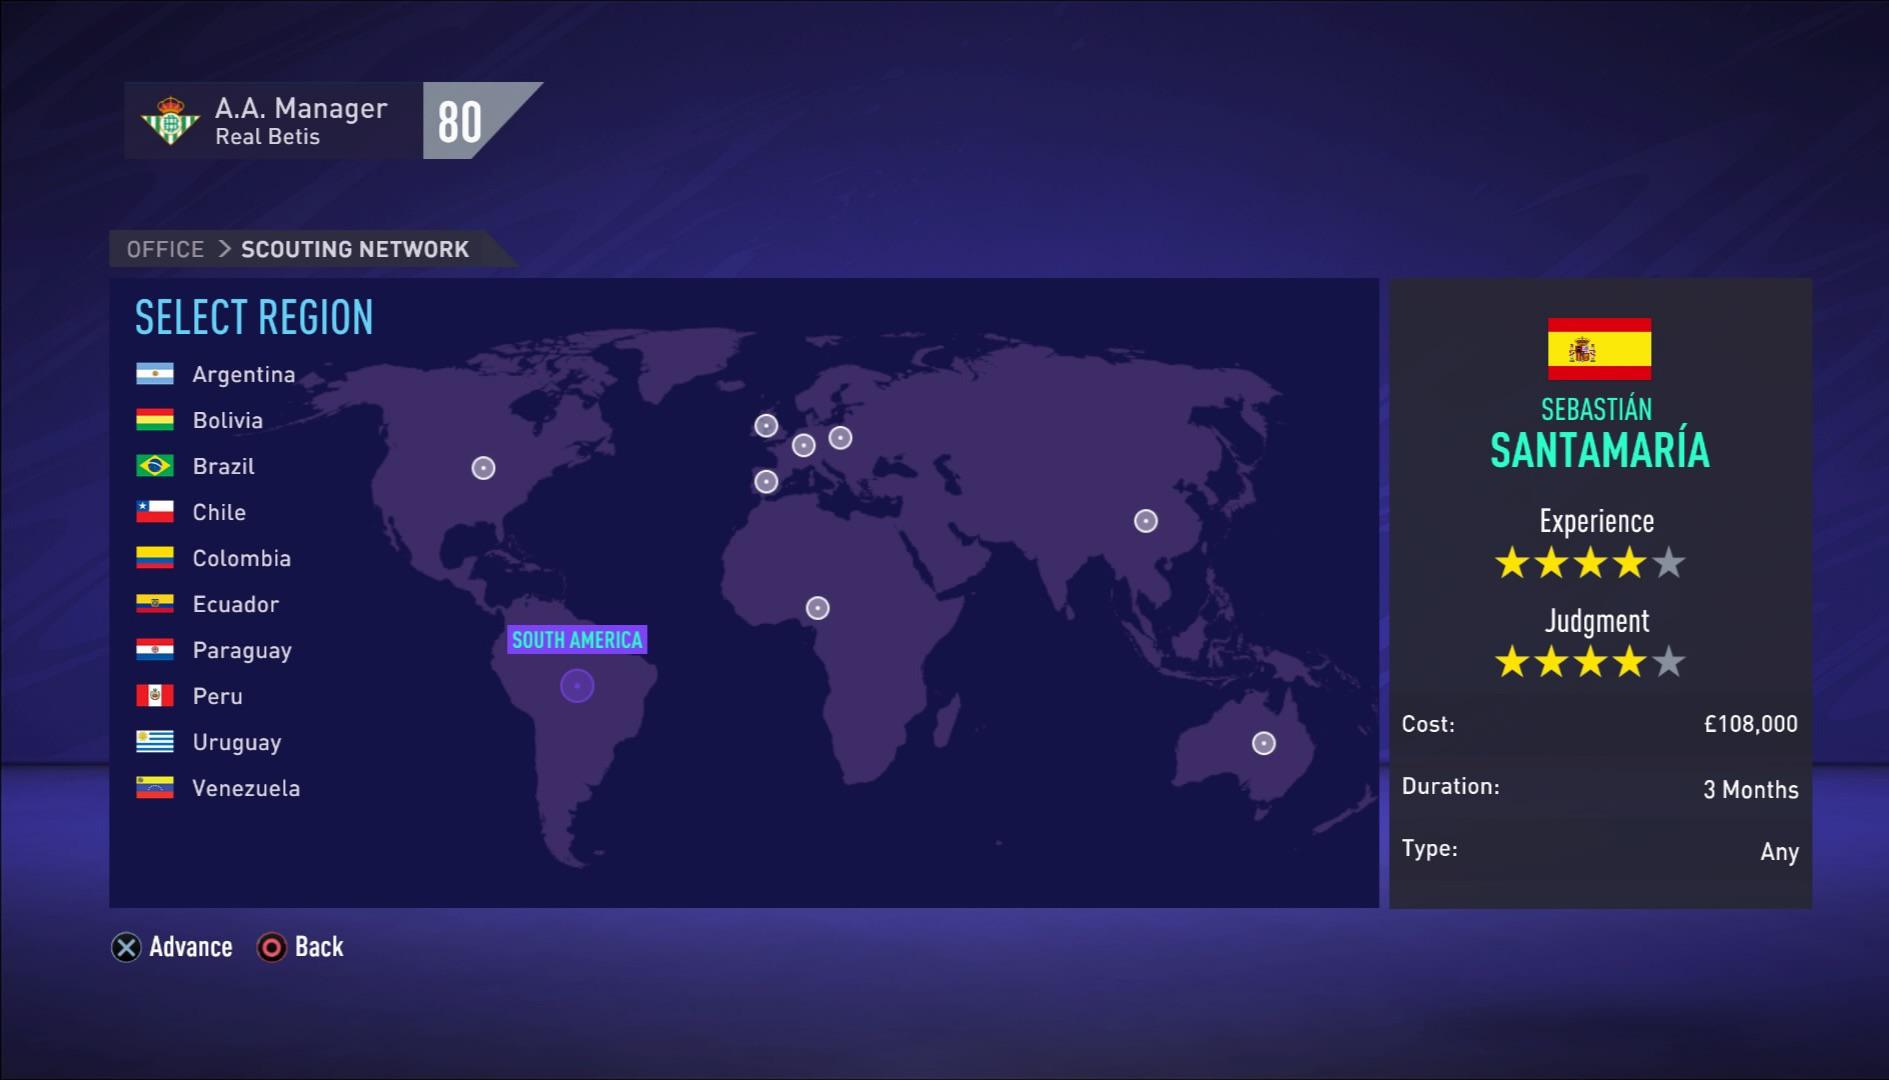 A.A. Manager
Real Betis
80
OFFICE > SCOUTING NETWORK
SELECT REGION
Argentina
Bolivia
Brazil
Chile
Colombia
Ecuador
Paraguay
Peru
Uruguay
Venezuela
SOUTH AMERICA
SEBASTIÁN
SANTAMARÍA
Experience
Judgment
Cost: £108,000
Duration: 3 Months
Type: Any
Advance Back